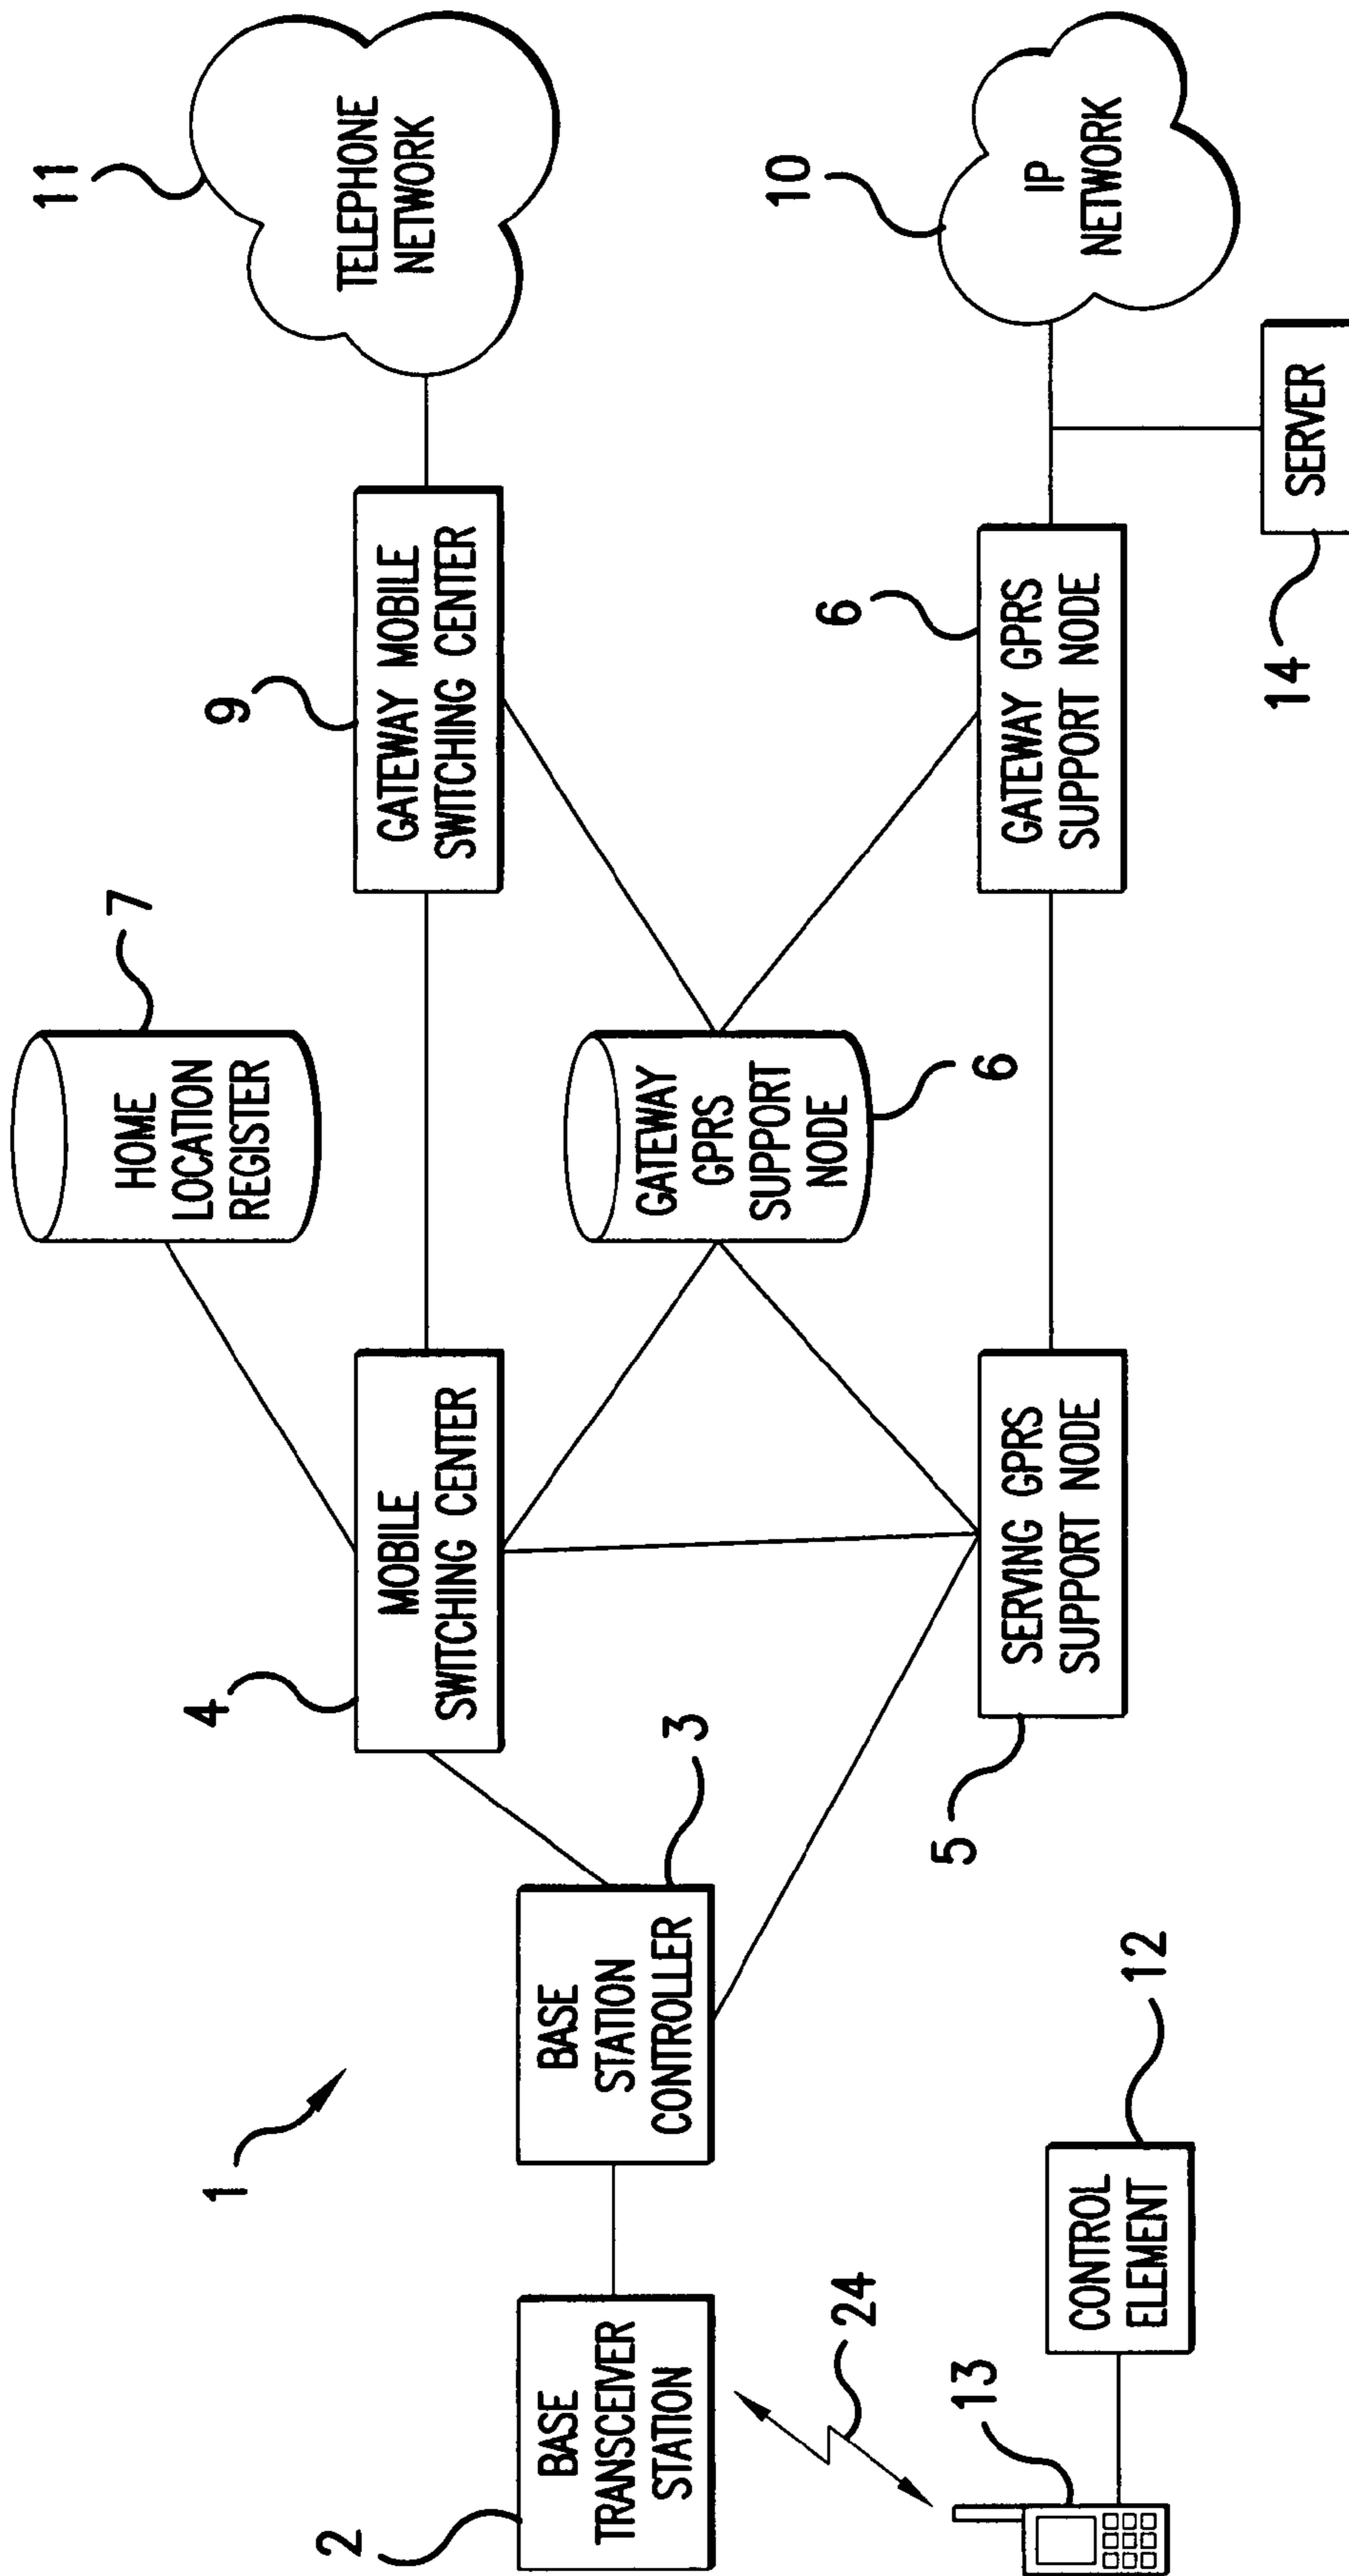 1
11
TELEPHONE
NETWORK
7
HOME
LOCATION
REGISTER
9
GATEWAY MOBILE
SWITCHING CENTER
4
MOBILE
SWITCHING CENTER
2
BASE
TRANSCEIVER
STATION
BASE
STATION
CONTROLLER
3
GATEWAY
GPRS
SUPPORT
NODE
6
10
IP
NETWORK
6
GATEWAY GPRS
SUPPORT NODE
SERVING GPRS
SUPPORT NODE
5
24
13
CONTROL
ELEMENT
12
SERVER
14